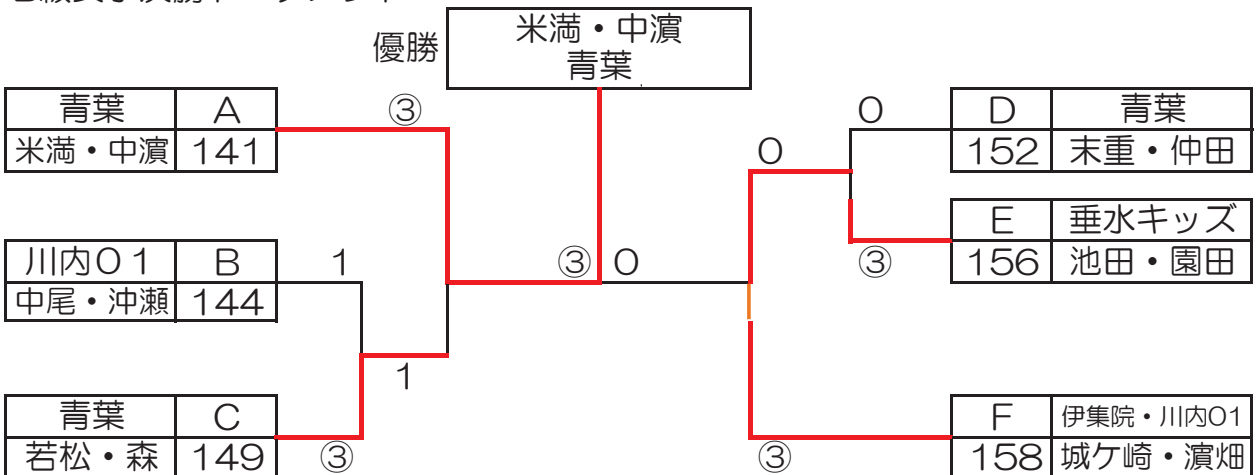 優勝
米満・中濵
青葉
青葉 A
米満・中濵 141
③
川内01 B
中尾・沖瀬 144
1
青葉 C
若松・森 149
③
1
③ 0
0
0
D 青葉
152 末重・仲田
E 垂水キッズ
156 池田・園田
③
F 伊集院・川内01
158 城ケ崎・濵畑
③